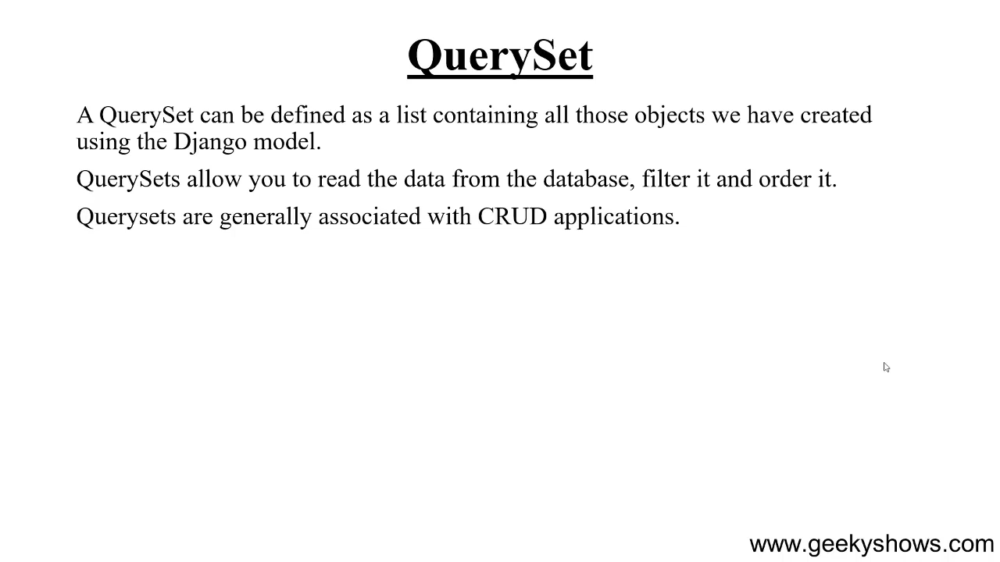 QuerySet
A QuerySet can be defined as a list containing all those objects we have created
using the Django model.
QuerySets allow you to read the data from the database, filter it and order it.
Querysets are generally associated with CRUD applications.
www.geekyshows.com